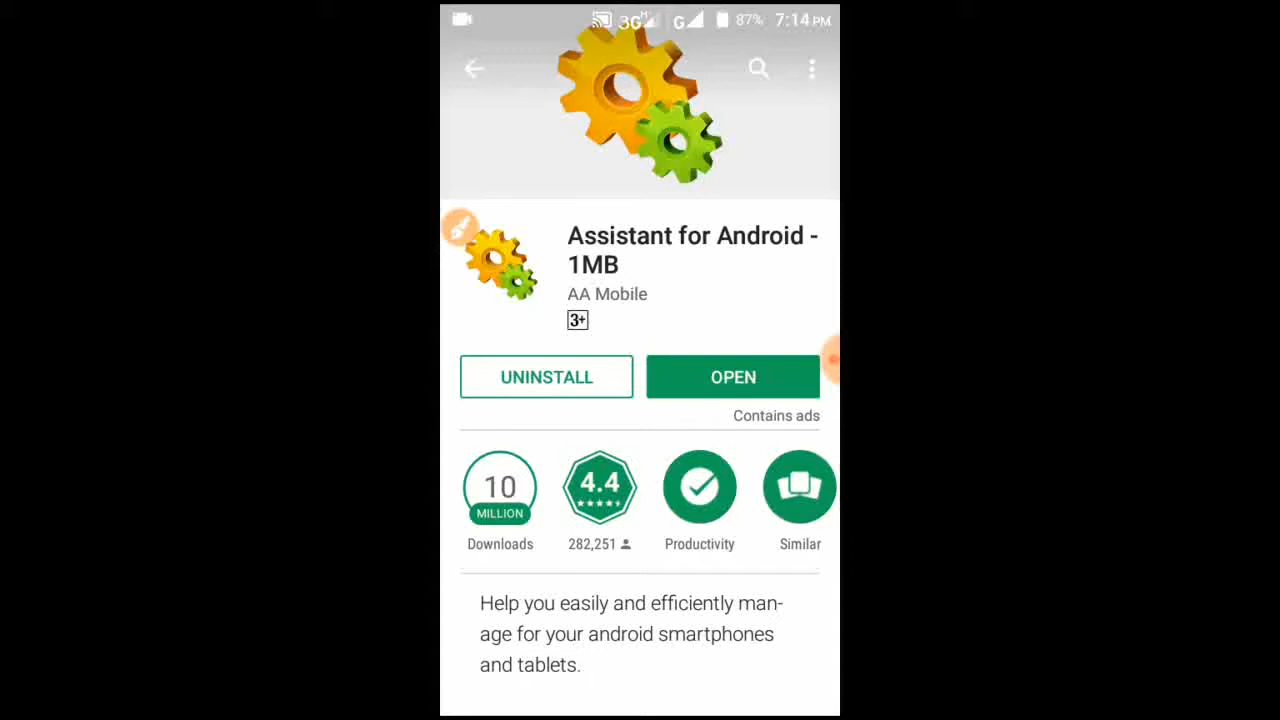 3G H G 87% 7:14 PM
Assistant for Android -
1MB
AA Mobile
3+
UNINSTALL OPEN
Contains ads
10 4.4
MILLION
Downloads 282,251 Productivity Similar
Help you easily and efficiently man-
age for your android smartphones
and tablets.